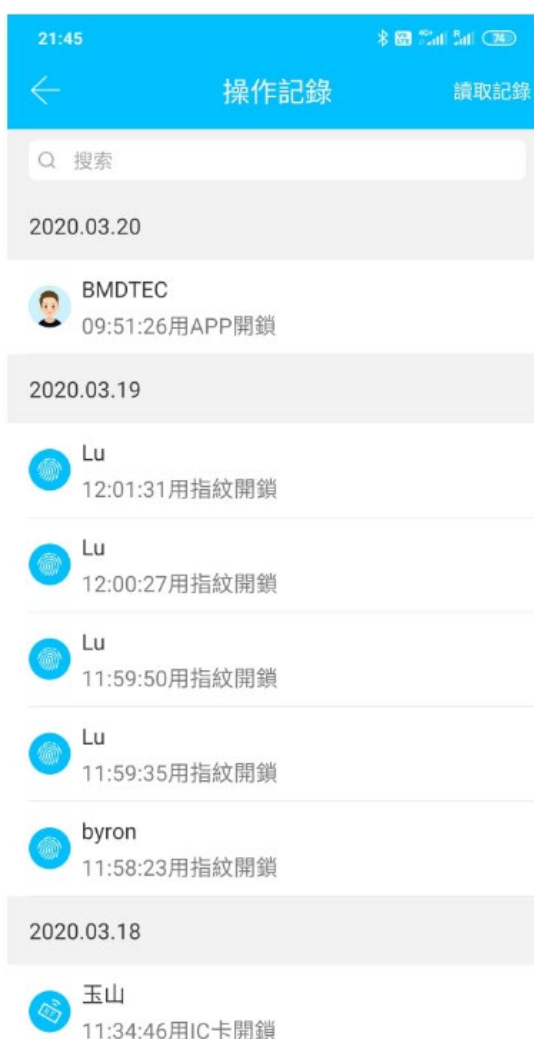 21:45
74
操作記錄
讀取記錄
搜索
2020.03.20
BMDTEC
09:51:26用APP開鎖
2020.03.19
Lu
12:01:31用指紋開鎖
Lu
12:00:27用指紋開鎖
Lu
11:59:50用指紋開鎖
Lu
11:59:35用指紋開鎖
byron
11:58:23用指紋開鎖
2020.03.18
玉山
11:34:46用IC卡開鎖